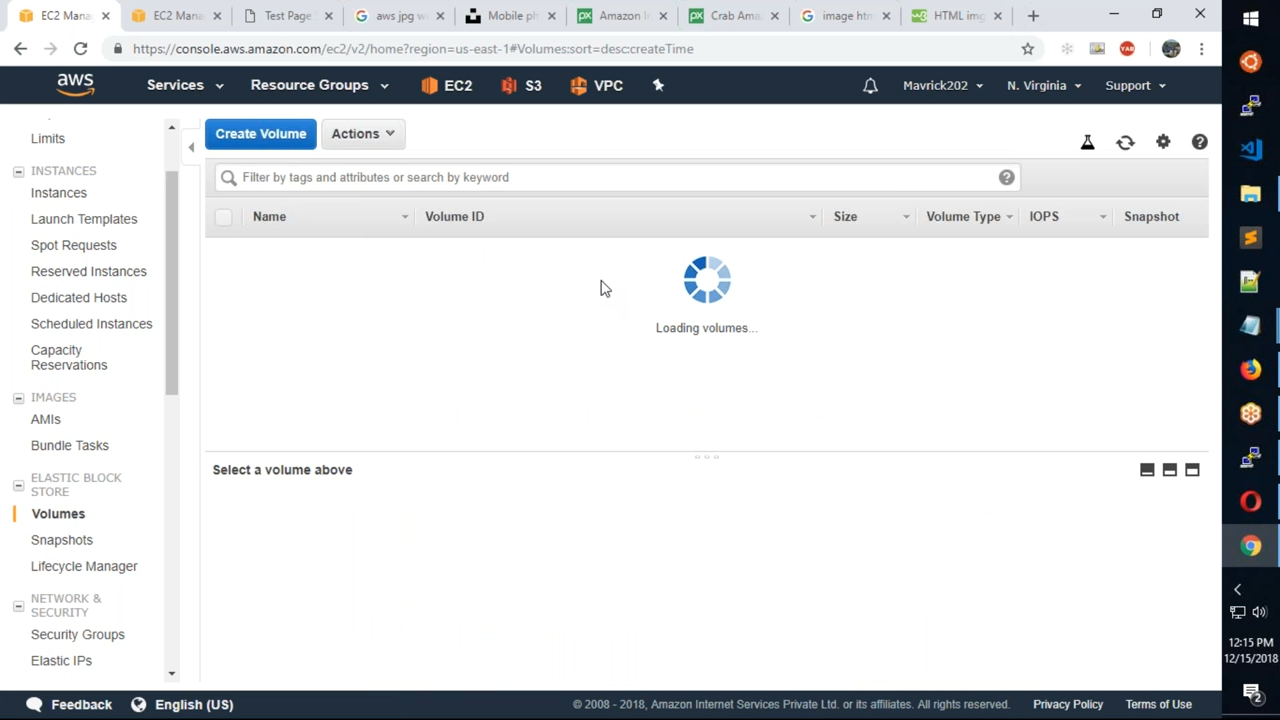 EC2 Mana
EC2 Mane
Test Page
aws jpg w
Mobile ph
Amazon I
Crab Ama
image htm
HTML img
https://console.aws.amazon.com/ec2/v2/home?region=us-east-1#Volumes:sort=desc:createTime
YAB
aws
Services
Resource Groups
EC2
S3
VPC
Mavrick202
N. Virginia
Support
Limits
INSTANCES
Instances
Launch Templates
Spot Requests
Reserved Instances
Dedicated Hosts
Scheduled Instances
Capacity
Reservations
IMAGES
AMIs
Bundle Tasks
ELASTIC BLOCK
STORE
Volumes
Snapshots
Lifecycle Manager
NETWORK &
SECURITY
Security Groups
Elastic IPs
Create Volume
Actions
Filter by tags and attributes or search by keyword
Name
Volume ID
Size
Volume Type
IOPS
Snapshot
Loading volumes...
Select a volume above
12:15 PM
12/15/2018
2
Feedback
English (US)
© 2008 - 2018, Amazon Internet Services Private Ltd. or its affiliates. All rights reserved.
Privacy Policy
Terms of Use